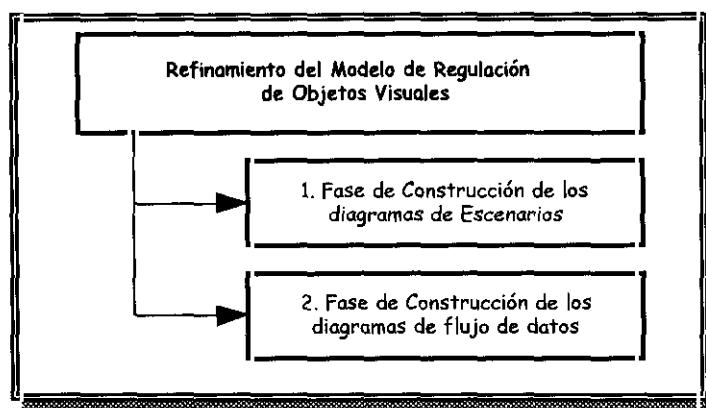 Refinamiento del Modelo de Regulación
de Objetos Visuales
1. Fase de Construcción de los
diagramas de Escenarios
2. Fase de Construcción de los
diagramas de flujo de datos